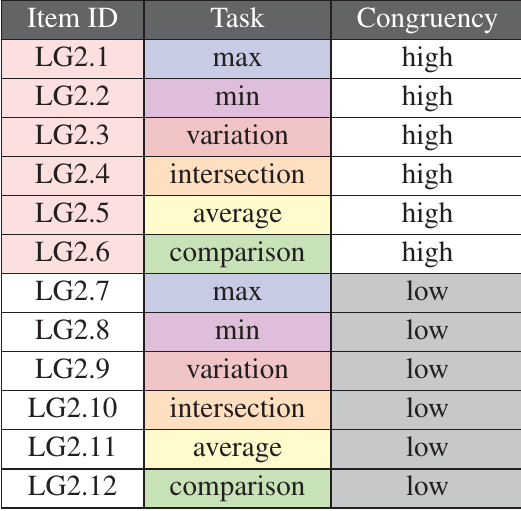 Item ID Task Congruency
LG2.1 max high
LG2.2 min high
LG2.3 variation high
LG2.4 intersection high
LG2.5 average high
LG2.6 comparison high
LG2.7 max low
LG2.8 min low
LG2.9 variation low
LG2.10 intersection low
LG2.11 average low
LG2.12 comparison low